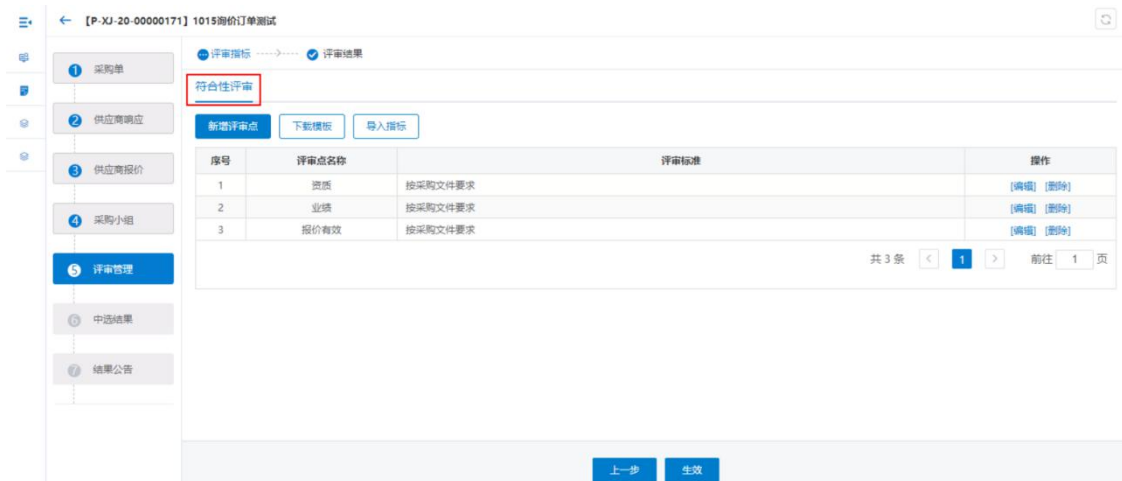 【P-XJ-20-00000171】1015询价订单测试
评审指标 评审结果
符合性评审
新增评审点 下载模板 导入指标
1 采购单
2 供应商响应
3 供应商报价
4 采购小组
5 评审管理
6 中选结果
7 结果公告
序号 评审点名称 评审标准 操作
1 资质 按采购文件要求 [编辑] [删除]
2 业绩 按采购文件要求 [编辑] [删除]
3 报价有效 按采购文件要求 [编辑] [删除]
共 3 条 < 1 > 前往 1 页
上一步 生效